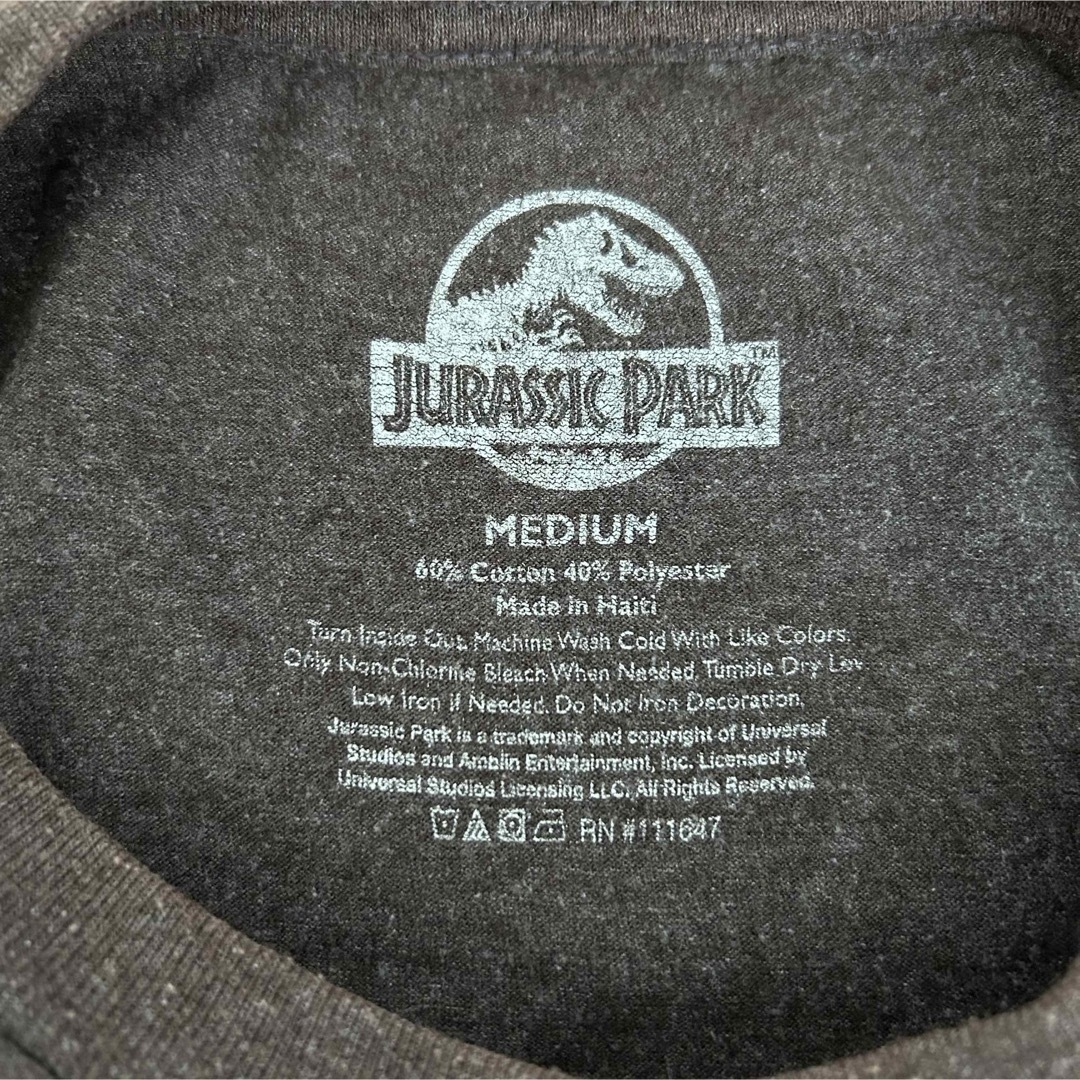 JURASSIC PARK™
MEDIUM
60% Cotton 40% Polyester
Made in Haiti
Turn Inside Out. Machine Wash Cold With Like Colors.
Only Non-Chlorine Bleach When Needed. Tumble Dry Low.
Low Iron if Needed. Do Not Iron Decoration.
Jurassic Park is a trademark and copyright of Universal
Studios and Amblin Entertainment, Inc. Licensed by
Universal Studios Licensing LLC. All Rights Reserved.
RN #111647